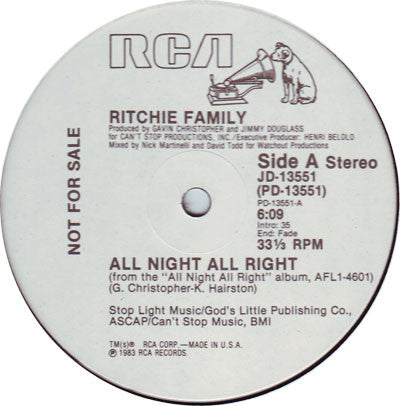 RCA
RITCHIE FAMILY
Produced by GAVIN CHRISTOPHER and JIMMY DOUGLASS
for CAN'T STOP PRODUCTIONS, INC./Executive Producer: HENRI BELOLO
Mixed by Nick Martinelli and David Todd for Watchout Productions
NOT FOR SALE
Side A Stereo
JD-13551
(PD-13551)
PD-13551-A
6:09
Intro: 35
End: Fade
33⅓ RPM
ALL NIGHT ALL RIGHT
(from the "All Night All Right" album, AFL1-4601)
(G. Christopher-K. Hairston)
Stop Light Music/God's Little Publishing Co.,
ASCAP/Can't Stop Music, BMI
TM(s)® RCA CORP.—MADE IN U.S.A.
℗ 1983 RCA RECORDS